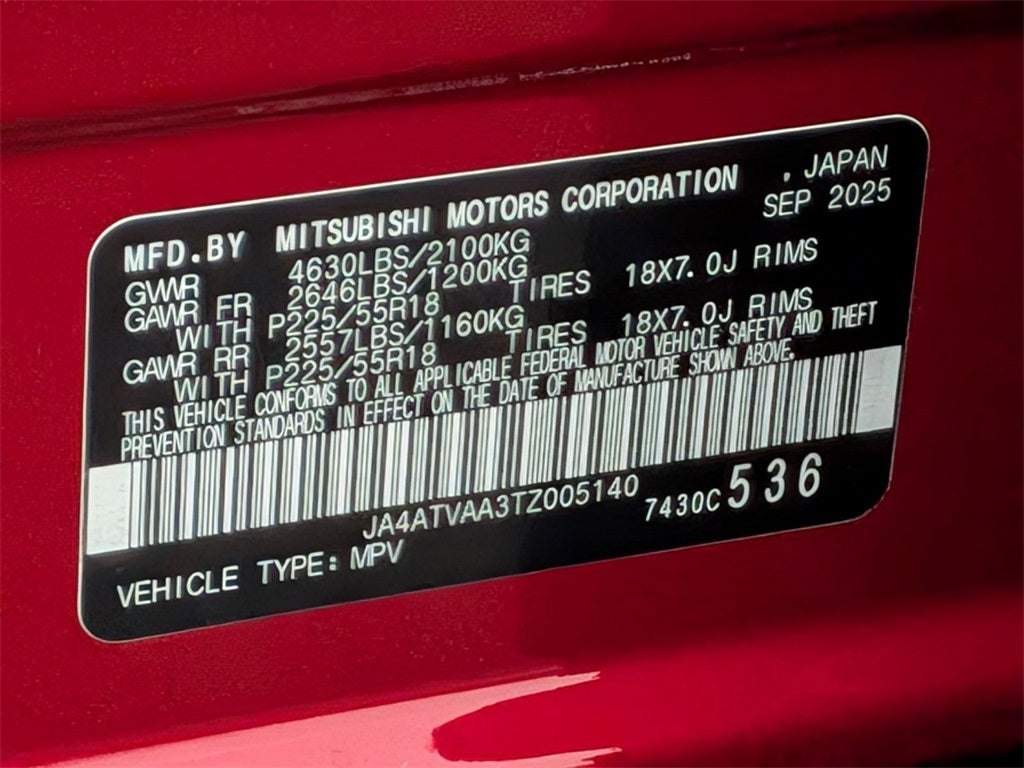 MFD.BY MITSUBISHI MOTORS CORPORATION , JAPAN
SEP 2025
GVWR 4630LBS/2100KG
GAWR FR 2646LBS/1200KG
WITH P225/55R18 TIRES 18X7.0J RIMS
GAWR RR 2557LBS/1160KG
WITH P225/55R18 TIRES 18X7.0J RIMS
THIS VEHICLE CONFORMS TO ALL APPLICABLE FEDERAL MOTOR VEHICLE SAFETY AND THEFT
PREVENTION STANDARDS IN EFFECT ON THE DATE OF MANUFACTURE SHOWN ABOVE.
JA4ATVAA3TZ005140 7430C 536
VEHICLE TYPE: MPV